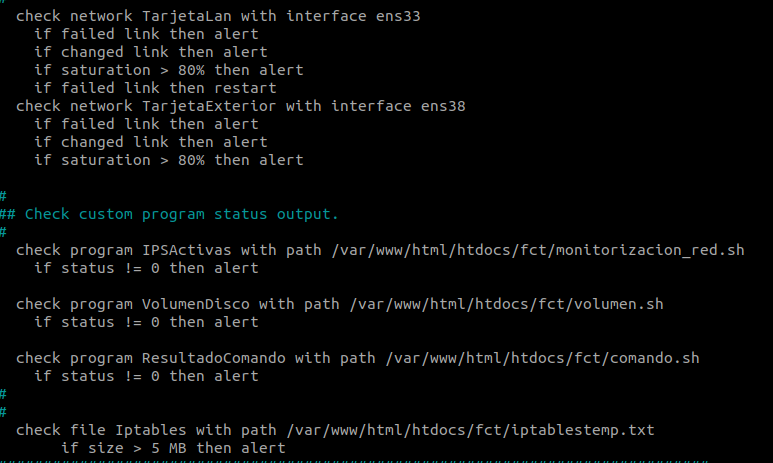 #
check network TarjetaLan with interface ens33
if failed link then alert
if changed link then alert
if saturation > 80% then alert
if failed link then restart
check network TarjetaExterior with interface ens38
if failed link then alert
if changed link then alert
if saturation > 80% then alert
#
## Check custom program status output.
#
check program IPSActivas with path /var/www/html/htdocs/fct/monitorizacion_red.sh
if status != 0 then alert
check program VolumenDisco with path /var/www/html/htdocs/fct/volumen.sh
if status != 0 then alert
check program ResultadoComando with path /var/www/html/htdocs/fct/comando.sh
if status != 0 then alert
#
#
check file Iptables with path /var/www/html/htdocs/fct/iptablestemp.txt
if size > 5 MB then alert